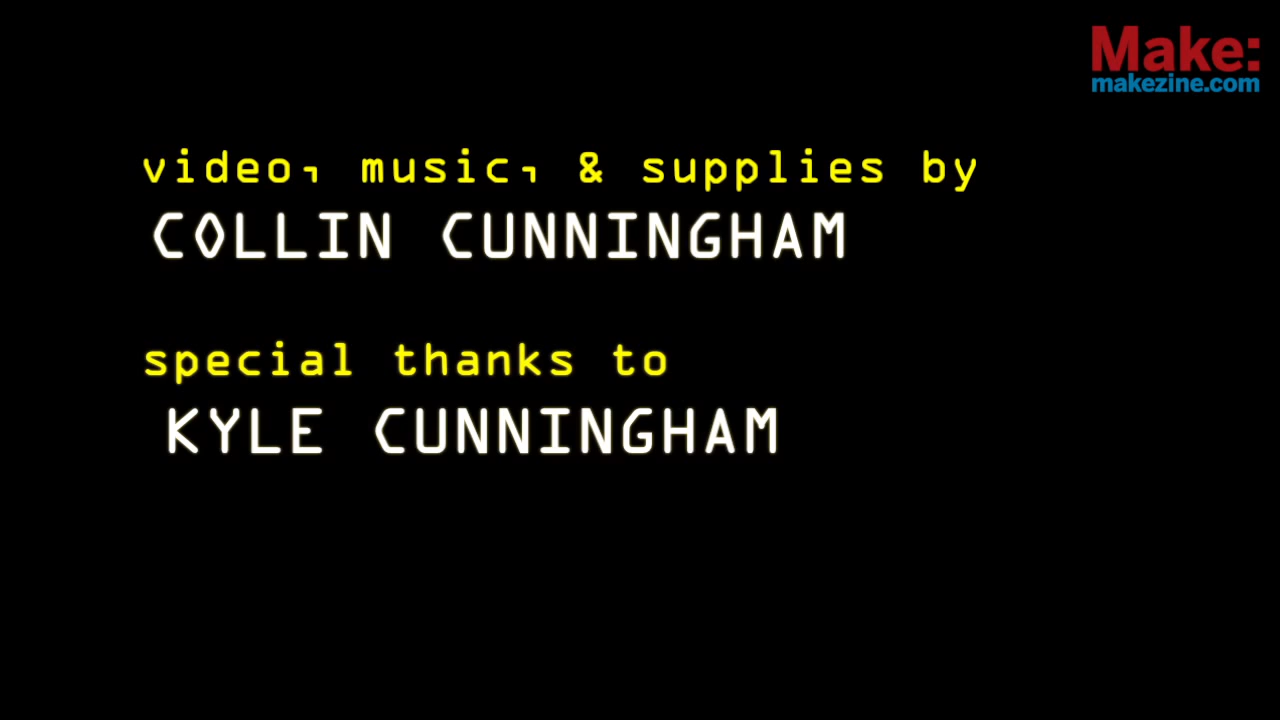 Make:
makezine.com
video, music, & supplies by
COLLIN CUNNINGHAM
special thanks to
KYLE CUNNINGHAM